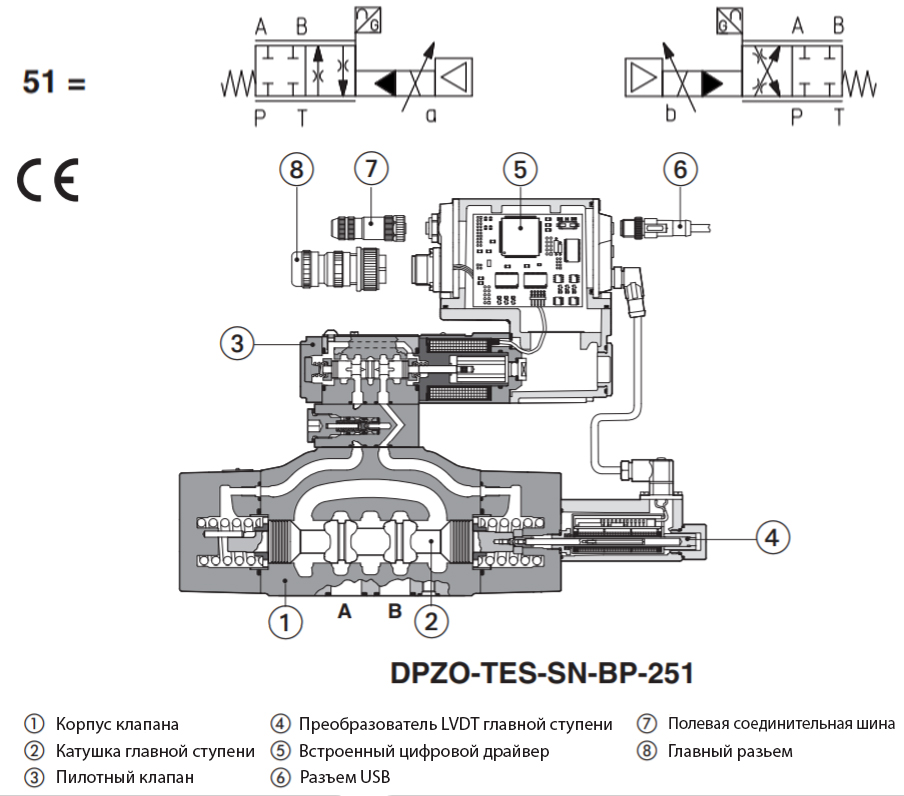 A B G G A B
51 =
a b
P T P T
CE
8 7 5 6
3
4
A B
1 2
DPZO-TES-SN-BP-251
1 Корпус клапана 4 Преобразователь LVDT главной ступени 7 Полевая соединительная шина
2 Катушка главной ступени 5 Встроенный цифровой драйвер 8 Главный разьем
3 Пилотный клапан 6 Разъем USB